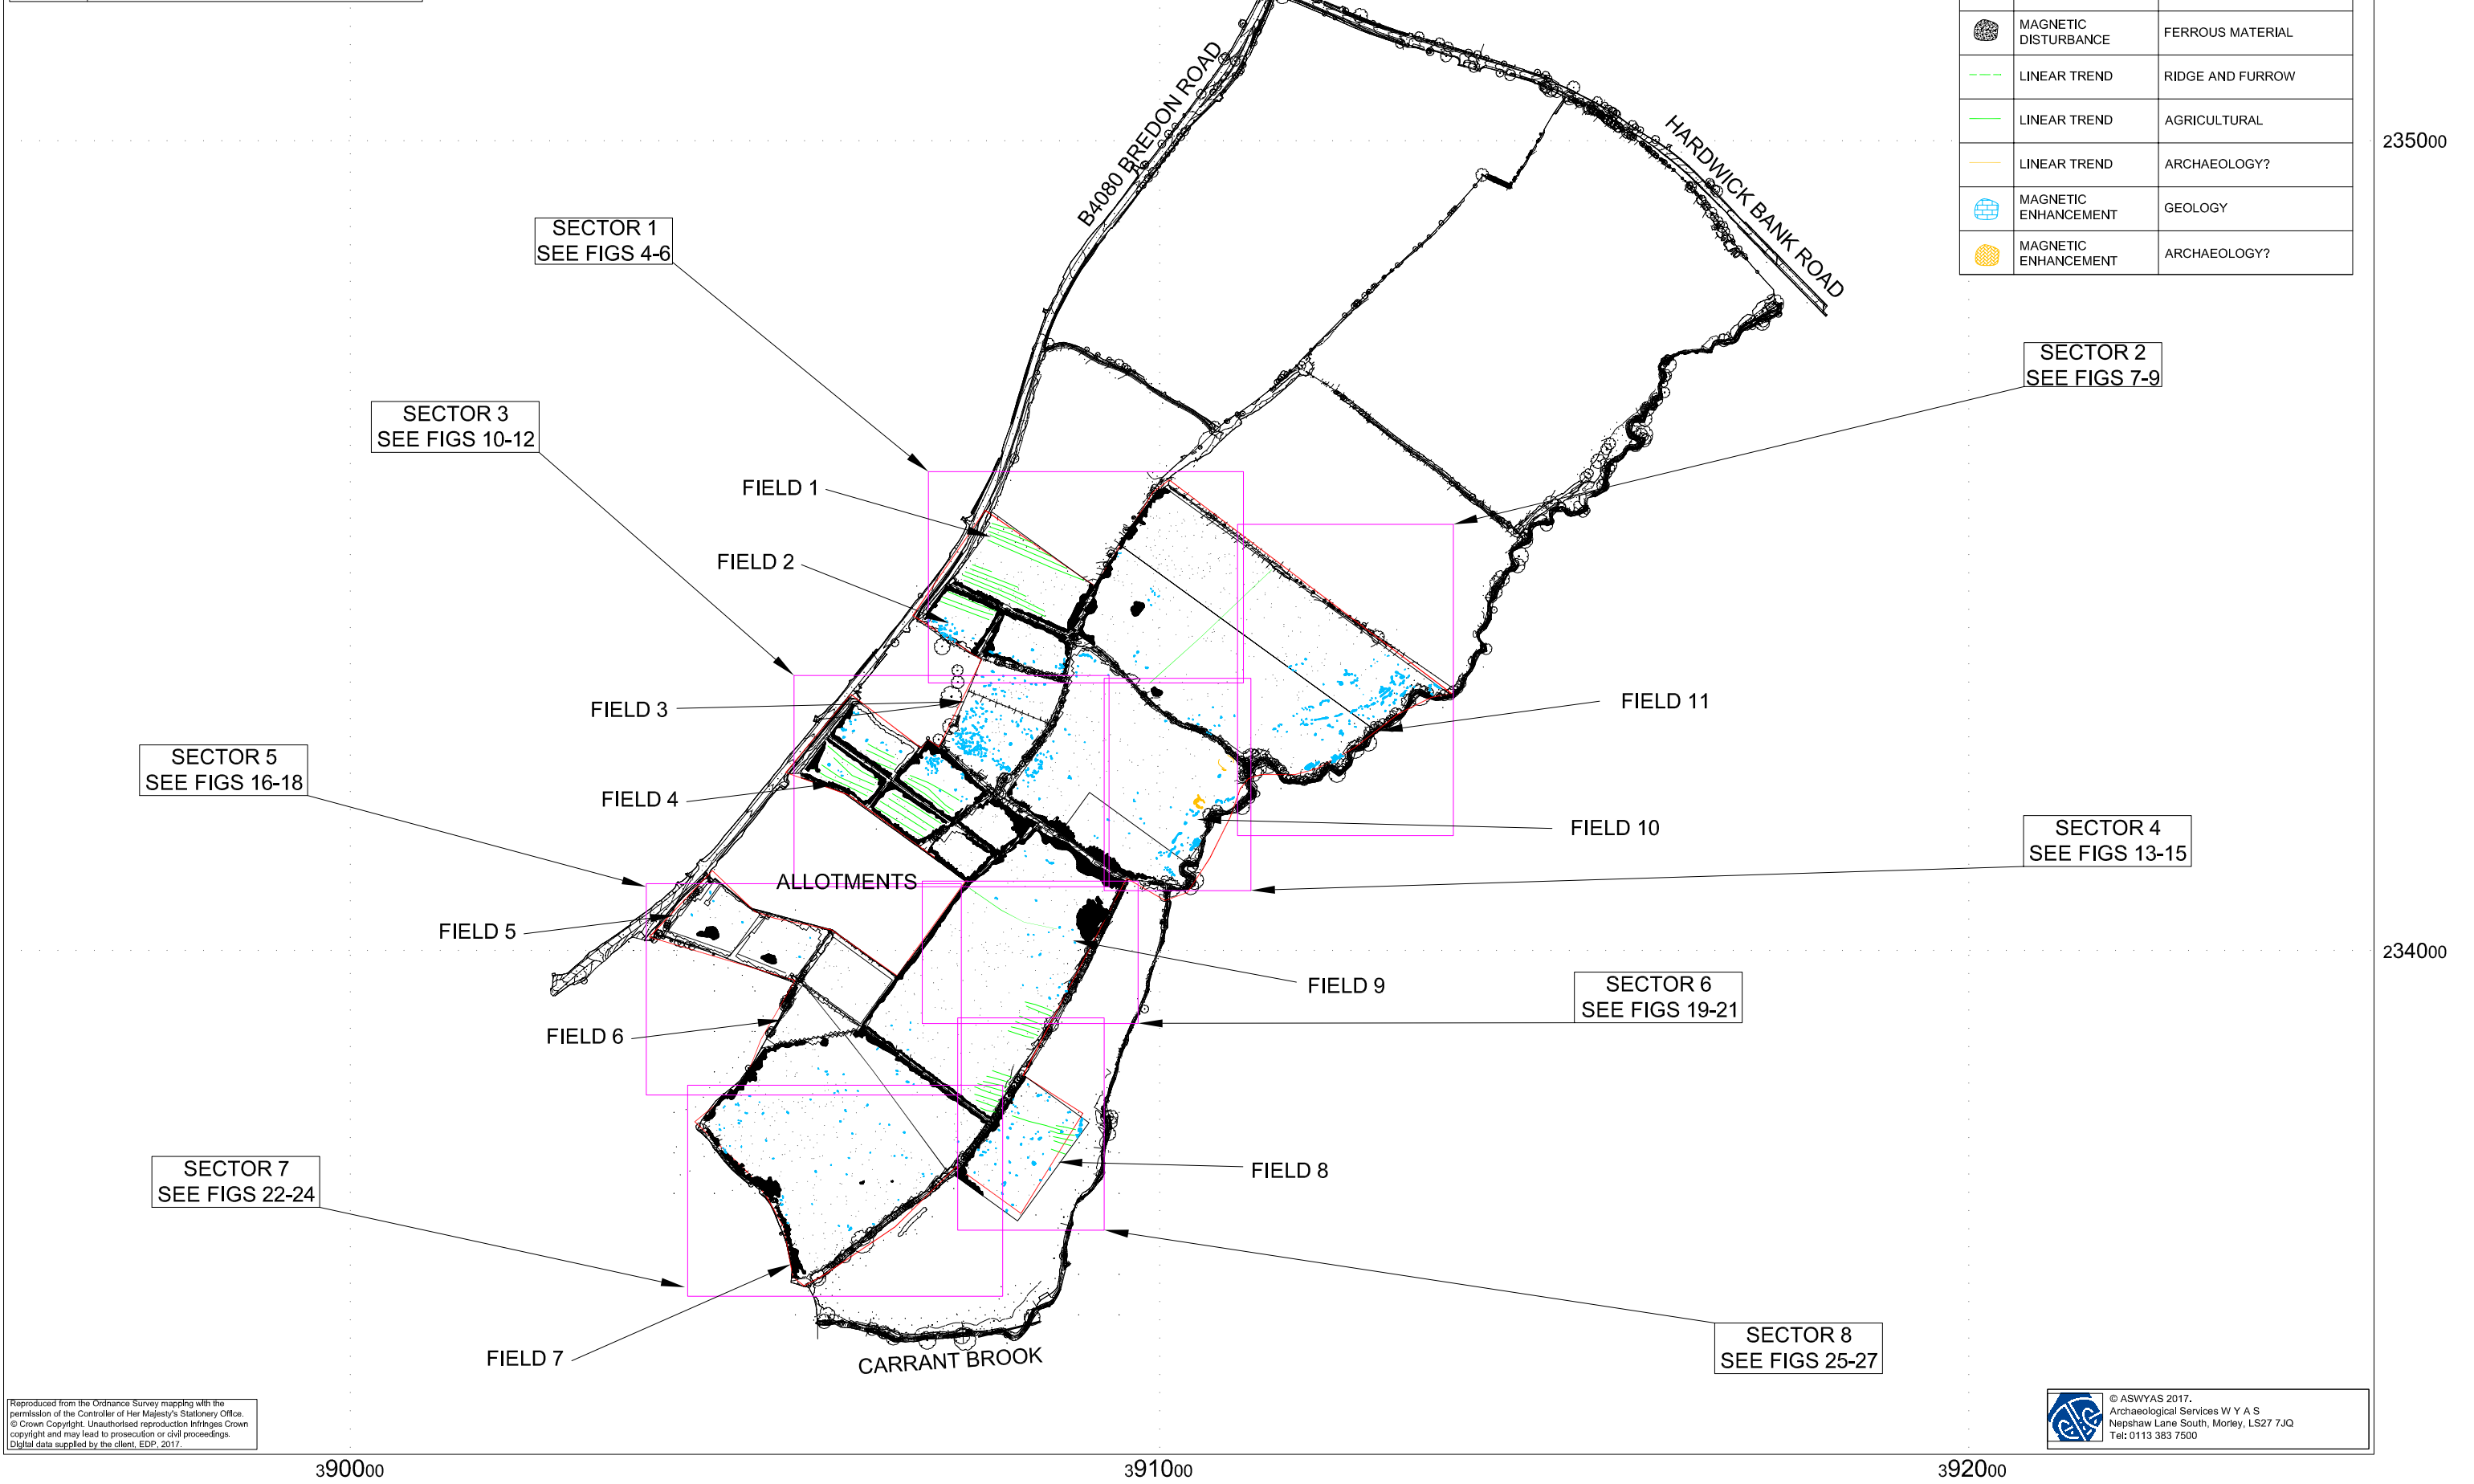 MAGNETIC
DISTURBANCE
FERROUS MATERIAL
LINEAR TREND
RIDGE AND FURROW
LINEAR TREND
AGRICULTURAL
LINEAR TREND
ARCHAEOLOGY?
MAGNETIC
ENHANCEMENT
GEOLOGY
MAGNETIC
ENHANCEMENT
ARCHAEOLOGY?
B4080 BREDON ROAD
HARDWICK BANK ROAD
235000
SECTOR 1
SEE FIGS 4-6
SECTOR 2
SEE FIGS 7-9
SECTOR 3
SEE FIGS 10-12
FIELD 1
FIELD 2
FIELD 3
FIELD 11
SECTOR 5
SEE FIGS 16-18
FIELD 4
FIELD 10
SECTOR 4
SEE FIGS 13-15
ALLOTMENTS
FIELD 5
234000
FIELD 9
SECTOR 6
SEE FIGS 19-21
FIELD 6
SECTOR 7
SEE FIGS 22-24
FIELD 8
SECTOR 8
SEE FIGS 25-27
FIELD 7
CARRANT BROOK
Reproduced from the Ordnance Survey mapping with the
permission of the Controller of Her Majesty's Stationery Office.
© Crown Copyright. Unauthorised reproduction infringes Crown
copyright and may lead to prosecution or civil proceedings.
Digital data supplied by the client, EDP, 2017.
© ASWYAS 2017.
Archaeological Services W Y A S
Nepshaw Lane South, Morley, LS27 7JQ
Tel: 0113 383 7500
390000
391000
392000